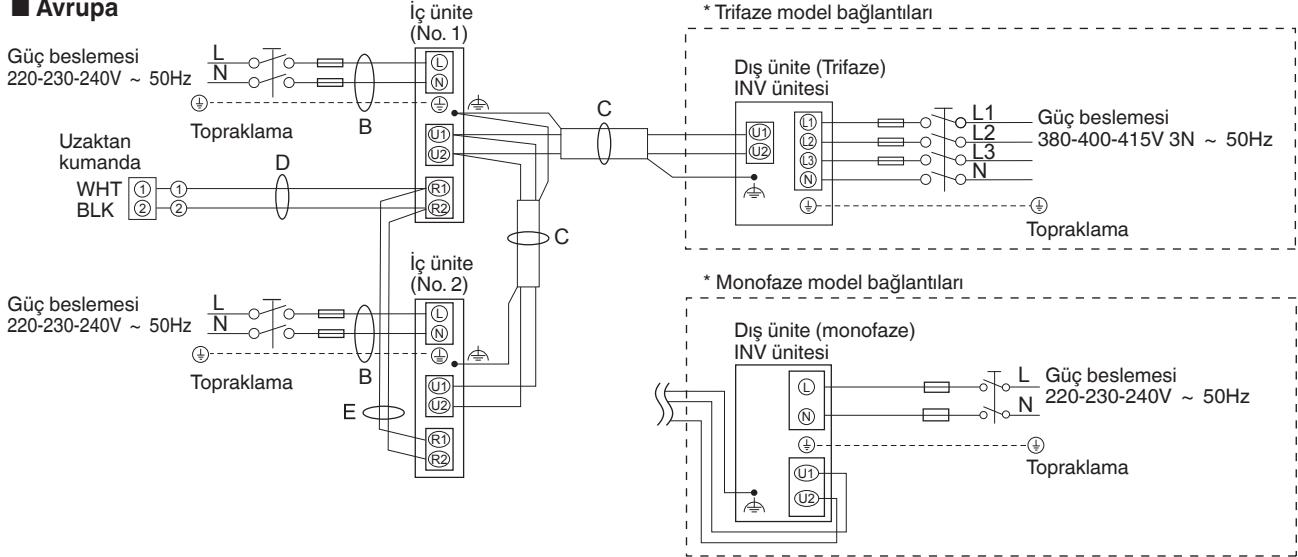 ■ Avrupa
İç ünite
(No. 1)
Güç beslemesi
220-230-240V ~ 50Hz
L
N
L
N
Topraklama
B
Uzaktan
kumanda
D
WHT 1 1
BLK 2 2
U1
U2
R1
R2
C
C
İç ünite
(No. 2)
Güç beslemesi
220-230-240V ~ 50Hz
L
N
L
N
Topraklama
B
E
U1
U2
R1
R2
* Trifaze model bağlantıları
Dış ünite (Trifaze)
INV ünitesi
U1
U2
L1
L2
L3
N
L1
L2
L3
N
Güç beslemesi
380-400-415V 3N ~ 50Hz
Topraklama
* Monofaze model bağlantıları
Dış ünite (monofaze)
INV ünitesi
L
N
L
N
Güç beslemesi
220-230-240V ~ 50Hz
Topraklama
U1
U2